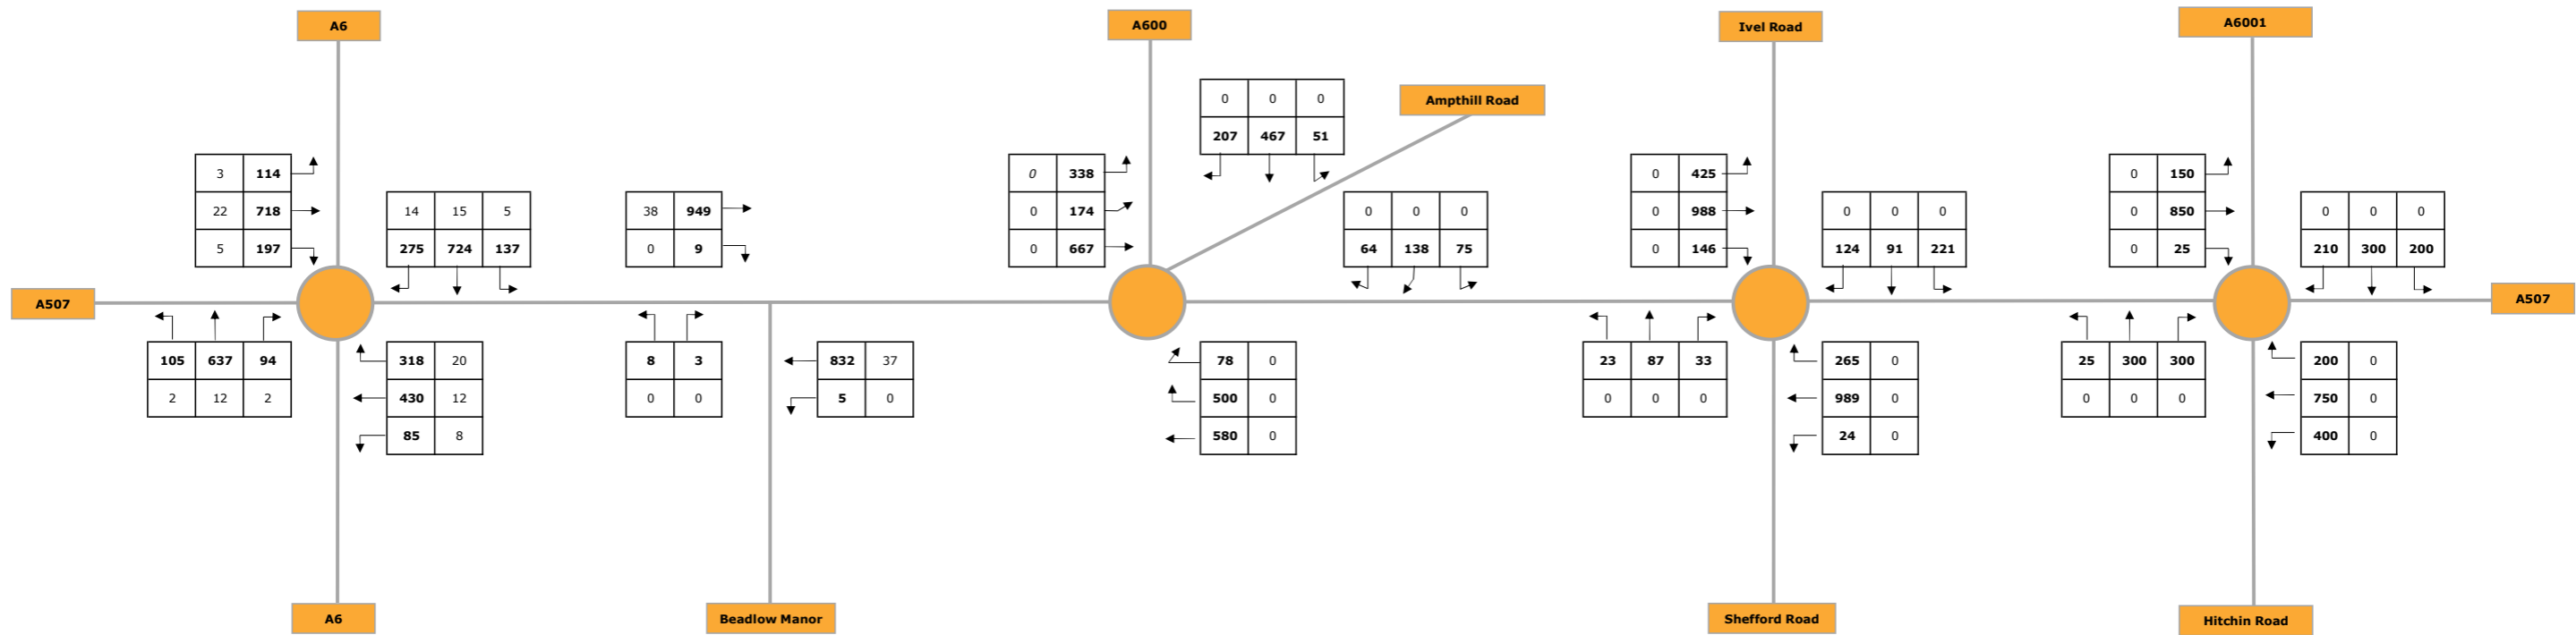 A6
A600
Ivel Road
A6001
Ampthill Road
0 0 0
207 467 51
3 114
22 718
5 197
14 15 5
275 724 137
38 949
0 9
0 338
0 174
0 667
0 0 0
64 138 75
0 425
0 988
0 146
0 0 0
124 91 221
0 150
0 850
0 25
0 0 0
210 300 200
A507
A507
105 637 94
2 12 2
318 20
430 12
85 8
8 3
0 0
832 37
5 0
78 0
500 0
580 0
23 87 33
0 0 0
265 0
989 0
24 0
25 300 300
0 0 0
200 0
750 0
400 0
A6
Beadlow Manor
Shefford Road
Hitchin Road